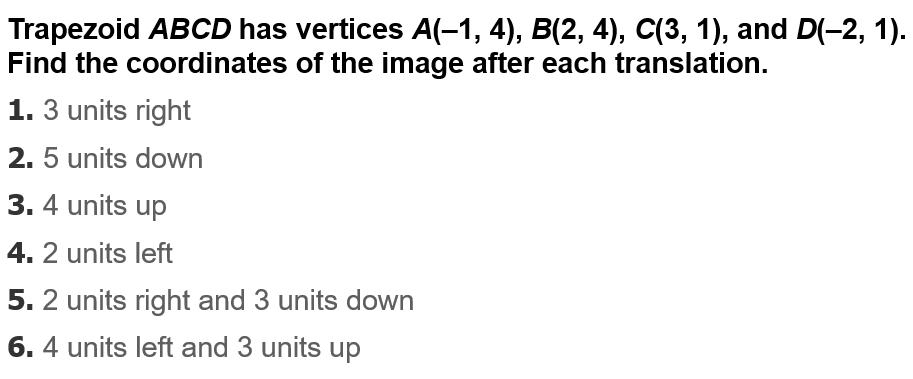 Trapezoid ABCD has vertices A(–1, 4), B(2, 4), C(3, 1), and D(–2, 1).
Find the coordinates of the image after each translation.
1. 3 units right
2. 5 units down
3. 4 units up
4. 2 units left
5. 2 units right and 3 units down
6. 4 units left and 3 units up